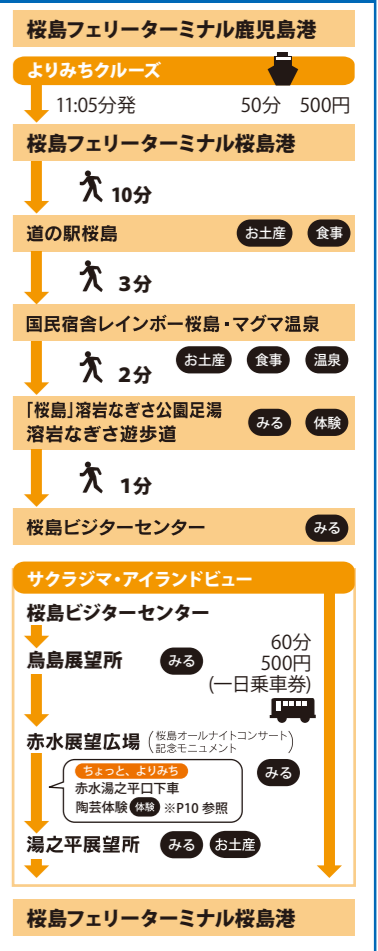 桜島フェリーターミナル鹿児島港
よりみちクルーズ
11:05分発 50分 500円
桜島フェリーターミナル桜島港
10分
道の駅桜島 お土産 食事
3分
国民宿舎レインボー桜島・マグマ温泉
2分 お土産 食事 温泉
「桜島」溶岩なぎさ公園足湯
溶岩なぎさ遊歩道 みる 体験
1分
桜島ビジターセンター みる
サクラジマ・アイランドビュー
桜島ビジターセンター
60分
烏島展望所 みる 500円
(一日乗車券)
赤水展望広場 (桜島オールナイトコンサート
記念モニュメント)
ちょっと、よりみち みる
赤水湯之平口下車
陶芸体験 体験 ※P10 参照
湯之平展望所 みる お土産
桜島フェリーターミナル桜島港